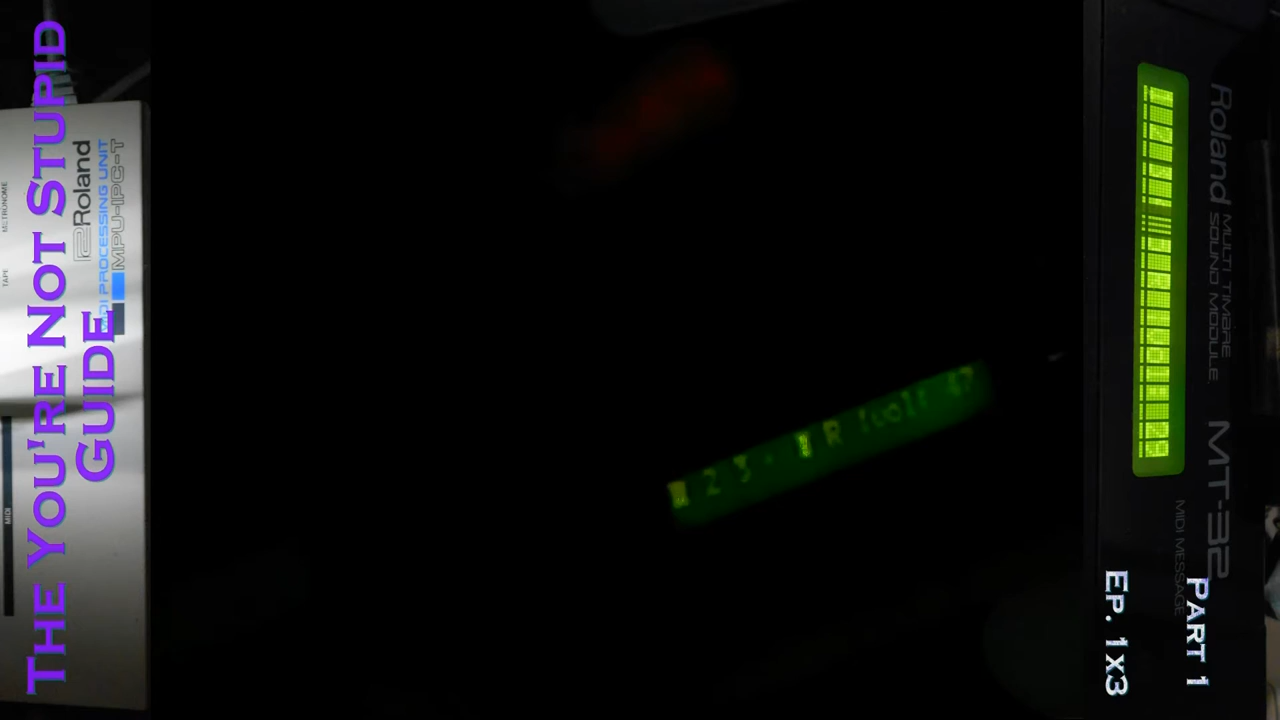 THE YOU'RE NOT STUPID
GUIDE
Roland
MIDI PROCESSING UNIT
MPU-IPC-T
METRONOME
TAPE
MIDI
Roland
MULTI TIMBRE
SOUND MODULE
MT-32
MIDI MESSAGE
PART 1
EP. 1X3